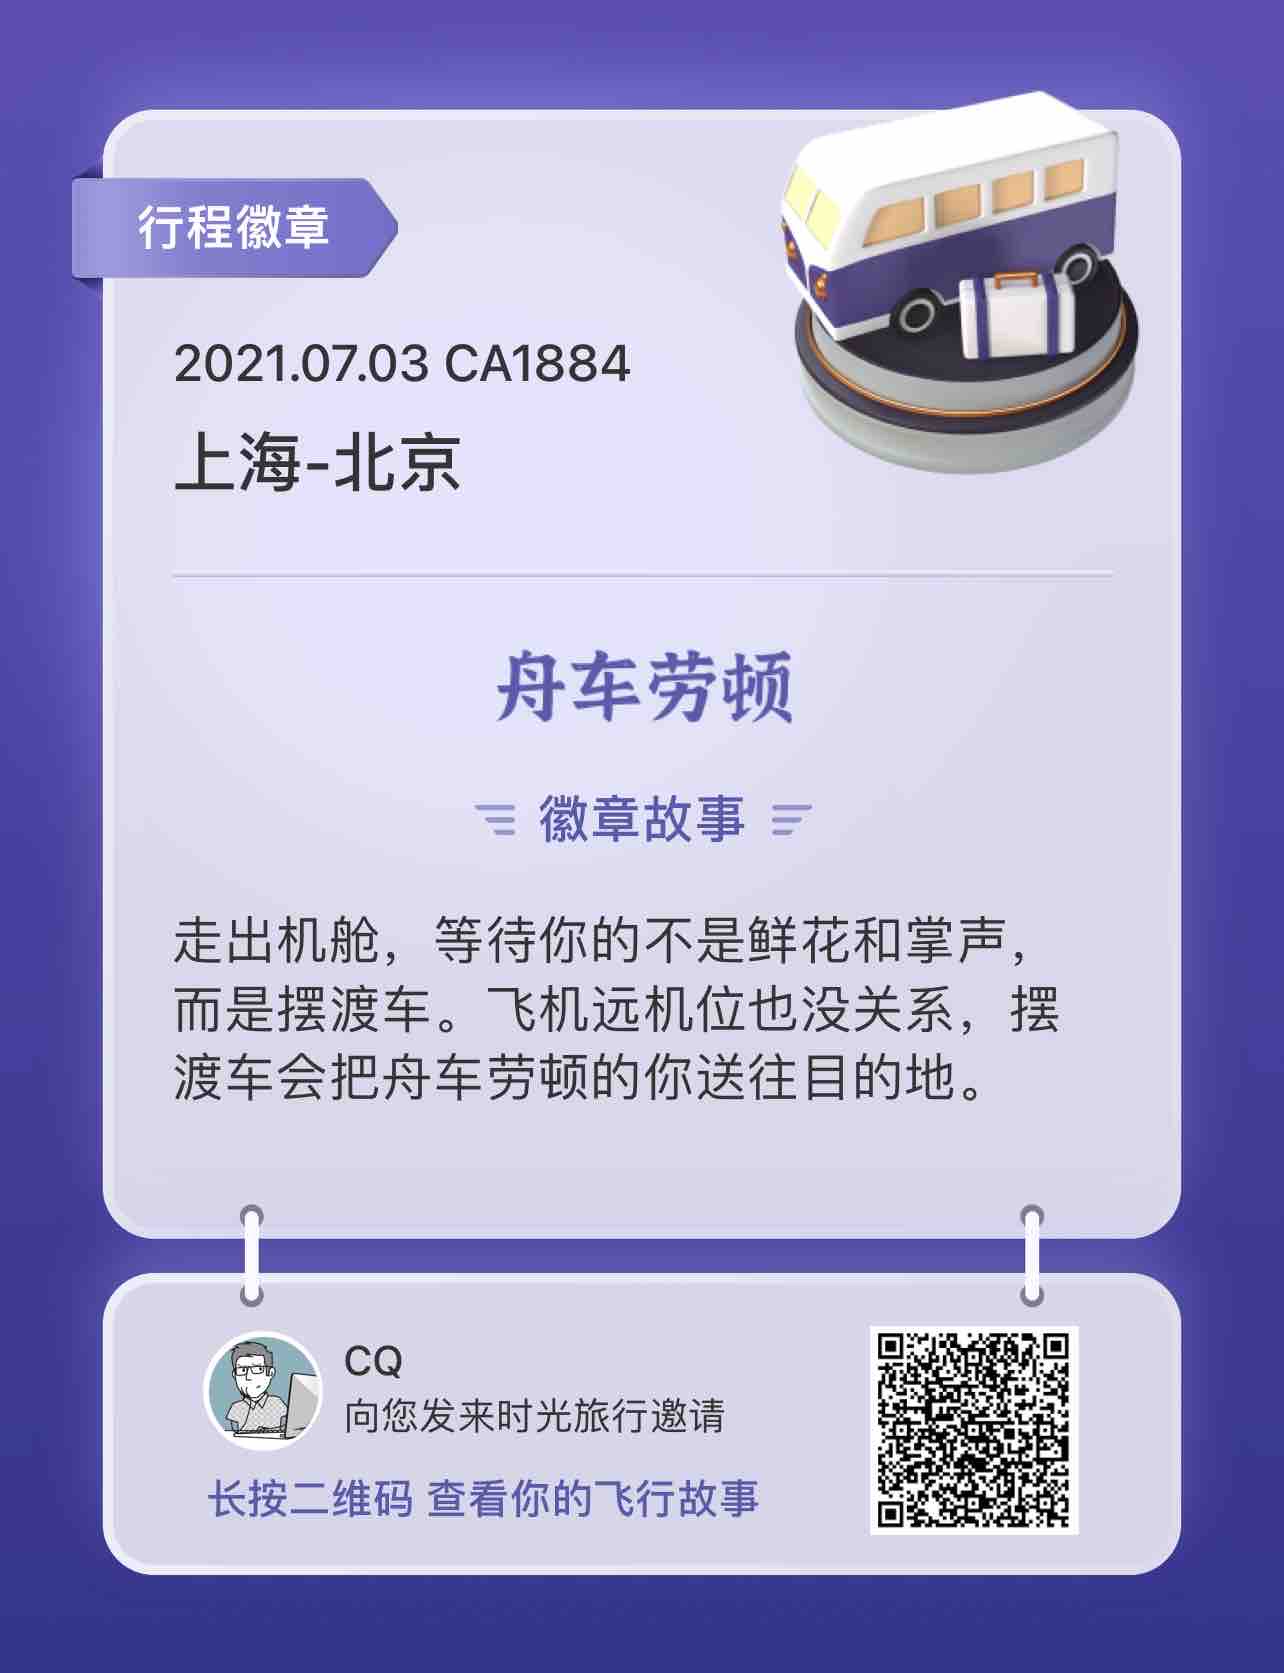 行程徽章
2021.07.03 CA1884
上海-北京
舟车劳顿
徽章故事
走出机舱，等待你的不是鲜花和掌声，
而是摆渡车。飞机远机位也没关系，摆
渡车会把舟车劳顿的你送往目的地。
CQ
向您发来时光旅行邀请
长按二维码 查看你的飞行故事